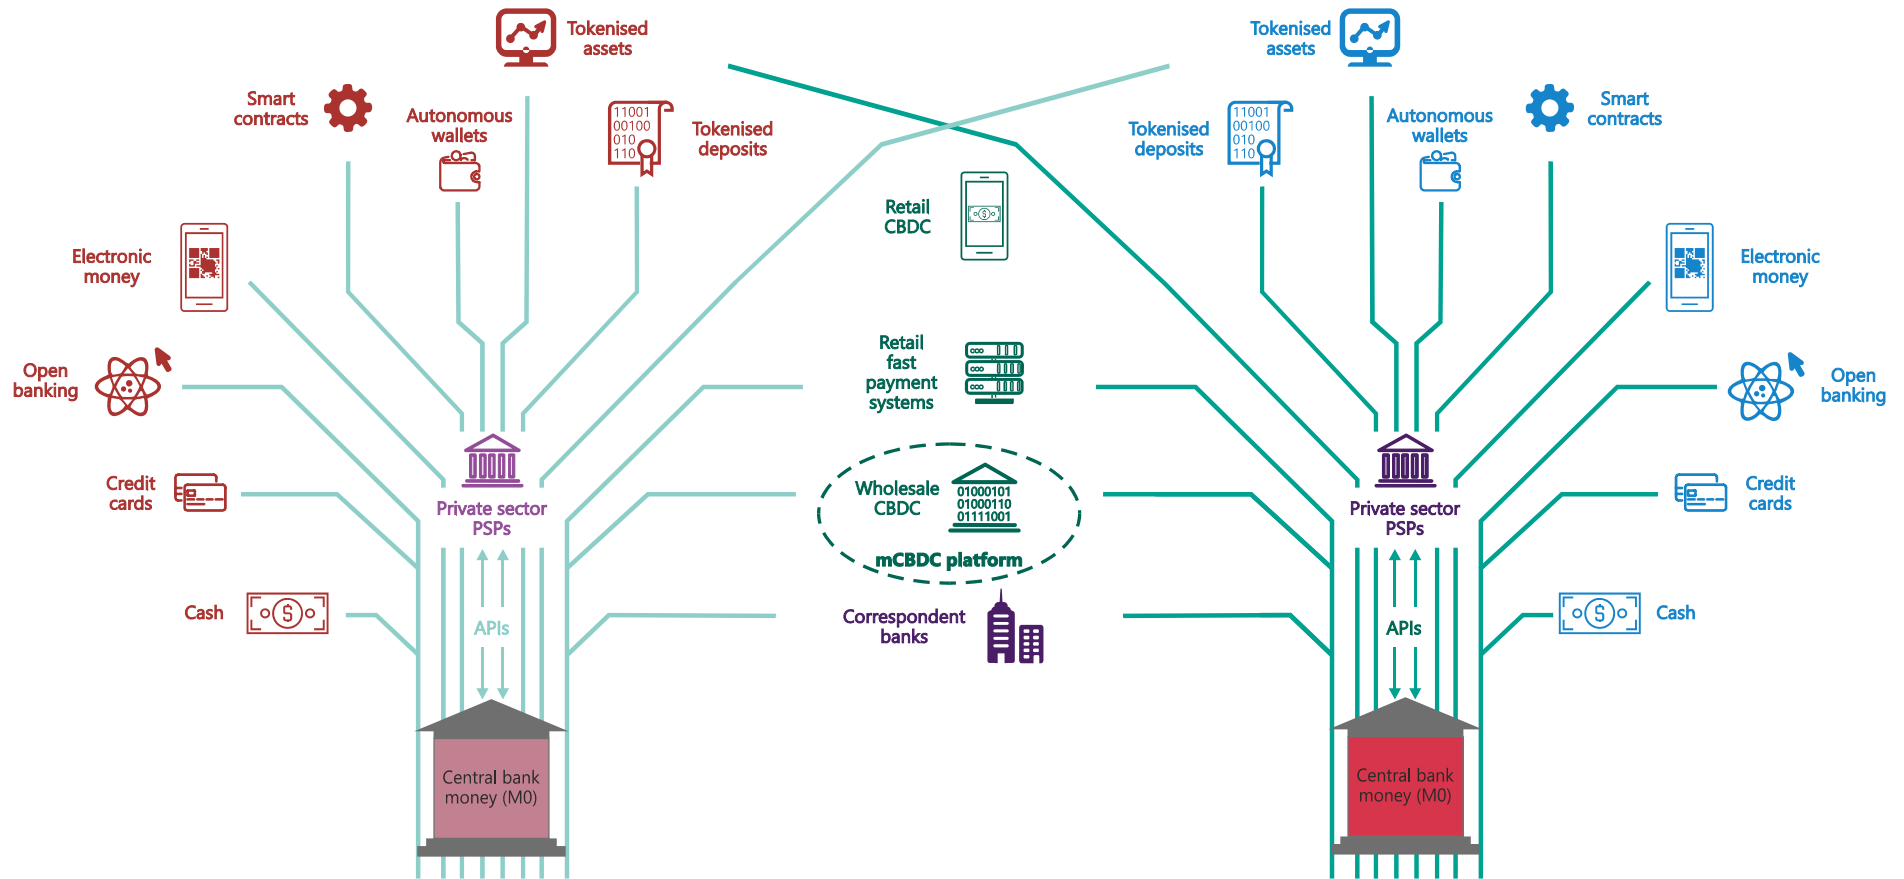 Tokenised
assets
Tokenised
assets
Smart
contracts
Autonomous
wallets
11001
00100
010
110
Tokenised
deposits
Tokenised
deposits
11001
00100
010
110
Autonomous
wallets
Smart
contracts
Retail
CBDC
$
Electronic
money
Electronic
money
Retail
fast
payment
systems
Open
banking
Open
banking
Credit
cards
Private sector
PSPs
Wholesale
CBDC
01000101
01000110
01111001
mCBDC platform
Private sector
PSPs
Credit
cards
Cash
$
APIs
Correspondent
banks
APIs
$
Cash
Central bank
money (M0)
Central bank
money (M0)